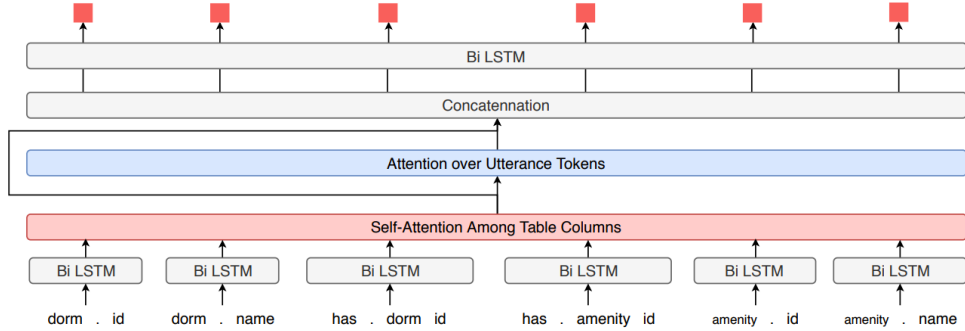 Bi LSTM
Concatennation
Attention over Utterance Tokens
Self-Attention Among Table Columns
Bi LSTM Bi LSTM Bi LSTM Bi LSTM Bi LSTM Bi LSTM
dorm . id dorm . name has . dorm id has . amenity id amenity . id amenity . name